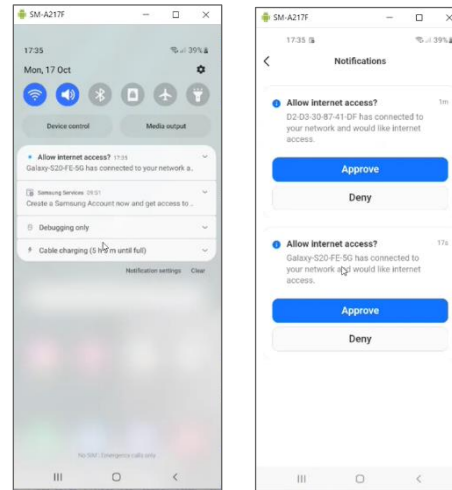 SM-A217F
17:35
39%
Mon, 17 Oct
Device control
Media output
Allow internet access? 17:35
Galaxy-S20-FE-5G has connected to your network a..
Samsung Services 09:51
Create a Samsung Account now and get access to ..
Debugging only
Cable charging (5 h m until full)
Notification settings Clear
No SIM | Emergency calls only
SM-A217F
17:35
39%
Notifications
Allow internet access? 1m
D2-D3-30-87-41-DF has connected to
your network and would like internet
access.
Approve
Deny
Allow internet access? 17s
Galaxy-S20-FE-5G has connected to
your network and would like internet
access.
Approve
Deny